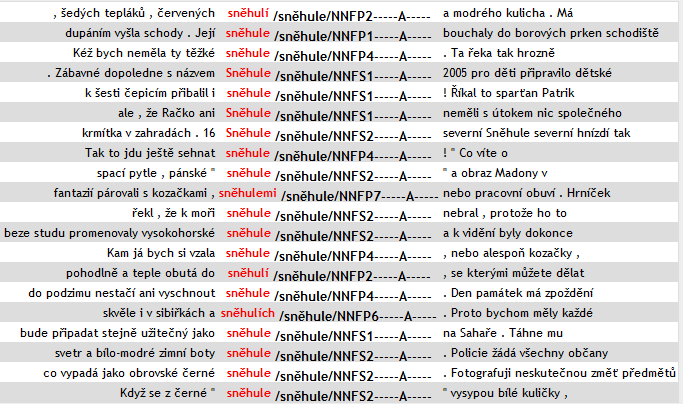 , šedých tepláků , červených sněhulí /sněhule/NNFP2-----A----- a modrého kulicha . Má
dupáním vyšla schody . Její sněhule /sněhule/NNFP1-----A----- bouchaly do borových prken schodiště
Kéž bych neměla ty těžké sněhule /sněhule/NNFP4-----A----- . Ta řeka tak hrozně
. Zábavné dopoledne s názvem Sněhule /sněhule/NNFS1-----A----- 2005 pro děti připravilo dětské
k šesti čepicím přibalil i sněhule /sněhule/NNFS1-----A----- ! Říkal to sparťan Patrik
ale , že Račko ani Sněhule /sněhule/NNFS1-----A----- neměli s útokem nic společného
krmítka v zahradách . 16 Sněhule /sněhule/NNFS2-----A----- severní Sněhule severní hnízdí tak
Tak to jdu ještě sehnat sněhule /sněhule/NNFP4-----A----- ! " Co víte o
spací pytle , pánské " sněhule /sněhule/NNFS2-----A----- " a obraz Madony v
fantazií párovali s kozačkami , sněhulemi /sněhule/NNFP7-----A----- nebo pracovní obuví . Hrníček
řekl , že k moři sněhule /sněhule/NNFS2-----A----- nebral , protože ho to
beze studu promenovaly vysokohorské sněhule /sněhule/NNFS2-----A----- a k vidění byly dokonce
Kam já bych si vzala sněhule /sněhule/NNFP4-----A----- , nebo alespoň kozačky ,
pohodlně a teple obutá do sněhulí /sněhule/NNFP2-----A----- , se kterými můžete dělat
do podzimu nestačí ani vyschnout sněhule /sněhule/NNFP4-----A----- . Den památek má zpoždění
skvěle i v sibiřkách a sněhulích /sněhule/NNFP6-----A----- . Proto bychom měly každé
bude připadat stejně užitečný jako sněhule /sněhule/NNFS1-----A----- na Sahaře . Táhne mu
svetr a bílo-modré zimní boty sněhule /sněhule/NNFS2-----A----- . Policie žádá všechny občany
co vypadá jako obrovské černé sněhule /sněhule/NNFS2-----A----- . Fotografuji neskutečnou změť předmětů
Když se z černé " sněhule /sněhule/NNFS2-----A----- " vysypou bílé kuličky ,